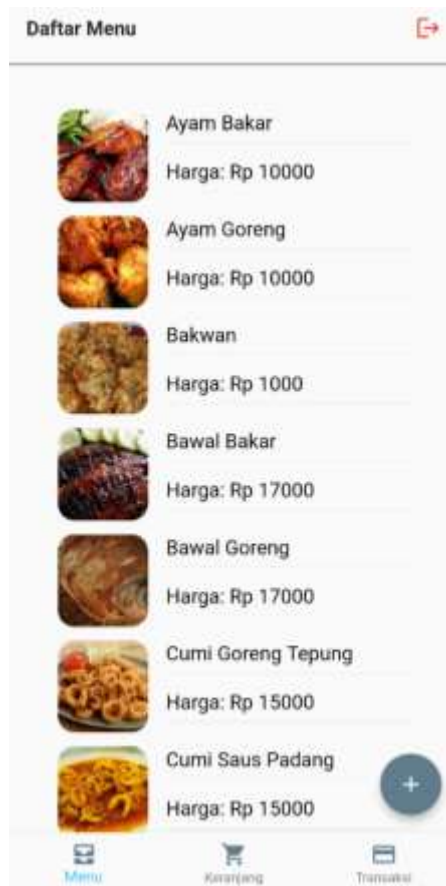 Daftar Menu
Ayam Bakar
Harga: Rp 10000
Ayam Goreng
Harga: Rp 10000
Bakwan
Harga: Rp 1000
Bawal Bakar
Harga: Rp 17000
Bawal Goreng
Harga: Rp 17000
Cumi Goreng Tepung
Harga: Rp 15000
Cumi Saus Padang
Harga: Rp 15000
Menu
Keranjang
Transaksi